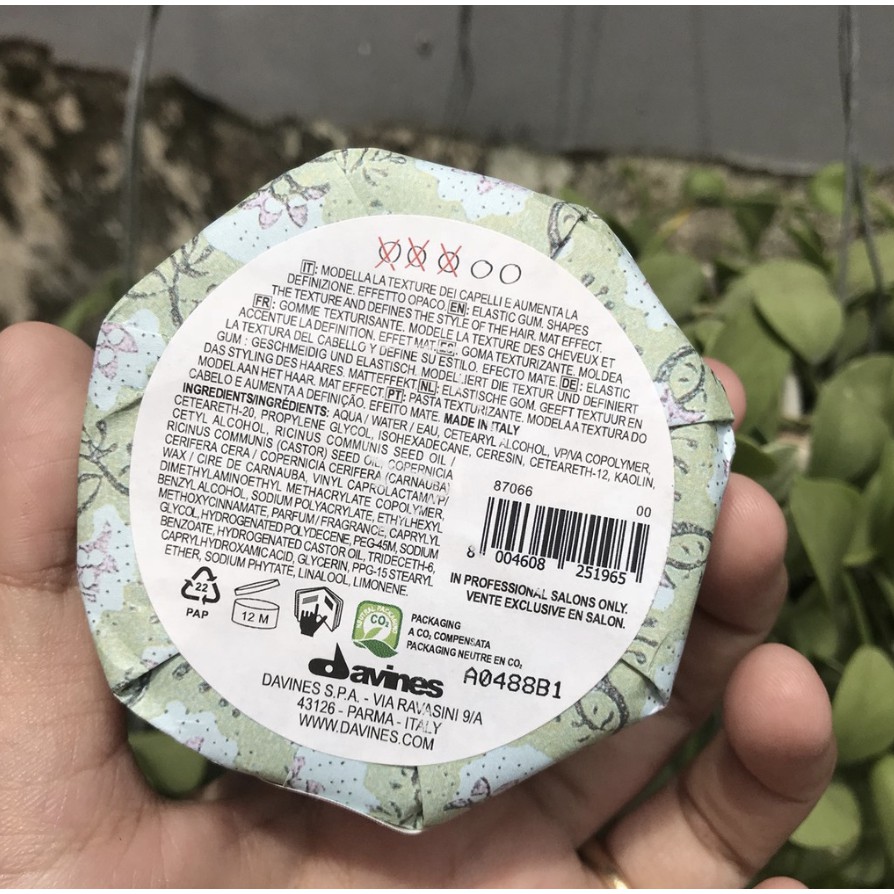 IT: MODELLA LA TEXTURE DEI CAPELLI E AUMENTA LA
DEFINIZIONE. EFFETTO OPACO EN: ELASTIC GUM. SHAPES
THE TEXTURE AND DEFINES THE STYLE OF THE HAIR. MAT EFFECT.
FR: GOMME TEXTURISANTE. MODELE LA TEXTURE DES CHEVEUX ET
ACCENTUE LA DEFINITION. EFFET MAT ES: GOMA TEXTURIZANTE. MOLDEA
LA TEXTURA DEL CABELLO Y DEFINE SU ESTILO. EFECTO MATE. DE: ELASTIC
GUM: GESCHMEIDIG UND ELASTISCH. MODELLIERT DIE TEXTUR UND DEFINIERT
DAS STYLING DES HAARES. MATTEFFEKT NL: ELASTISCHE GOM. GEEFT TEXTUUR EN
MODEL AAN HET HAAR. MAT EFFECT PT: PASTA TEXTURIZANTE. MODELA A TEXTURA DO
CABELO E AUMENTA A DEFINIÇÃO. EFEITO MATE. MADE IN ITALY
INGREDIENTS/INGRÉDIENTS: AQUA / WATER / EAU, CETEARYL ALCOHOL, VP/VA COPOLYMER,
CETEARETH-20, PROPYLENE GLYCOL, ISOHEXADECANE, CERESIN, CETEARETH-12, KAOLIN,
CETYL ALCOHOL, RICINUS COMMUNIS SEED OIL /
RICINUS COMMUNIS (CASTOR) SEED OIL, COPERNICIA
CERIFERA CERA / COPERNICIA CERIFERA (CARNAUBA)
WAX / CIRE DE CARNAUBA, VINYL CAPROLACTAM/VP/
DIMETHYLAMINOETHYL METHACRYLATE COPOLYMER,
BENZYL ALCOHOL, SODIUM POLYACRYLATE, ETHYLHEXYL
METHOXYCINNAMATE, PARFUM / FRAGRANCE, CAPRYLYL
GLYCOL, HYDROGENATED POLYDECENE, PEG-45M, SODIUM
BENZOATE, HYDROGENATED CASTOR OIL, TRIDECETH-6,
CAPRYLHYDROXAMIC ACID, GLYCERIN, PPG-15 STEARYL
ETHER, SODIUM PHYTATE, LINALOOL, LIMONENE.
87066
00
8 004608 251965
IN PROFESSIONAL SALONS ONLY.
VENTE EXCLUSIVE EN SALON.
22
PAP
12 M
CO₂
PACKAGING
A CO₂ COMPENSATA
PACKAGING NEUTRE EN CO₂
davines
A0488B1
DAVINES S.P.A. - VIA RAVASINI 9/A
43126 - PARMA - ITALY
WWW.DAVINES.COM